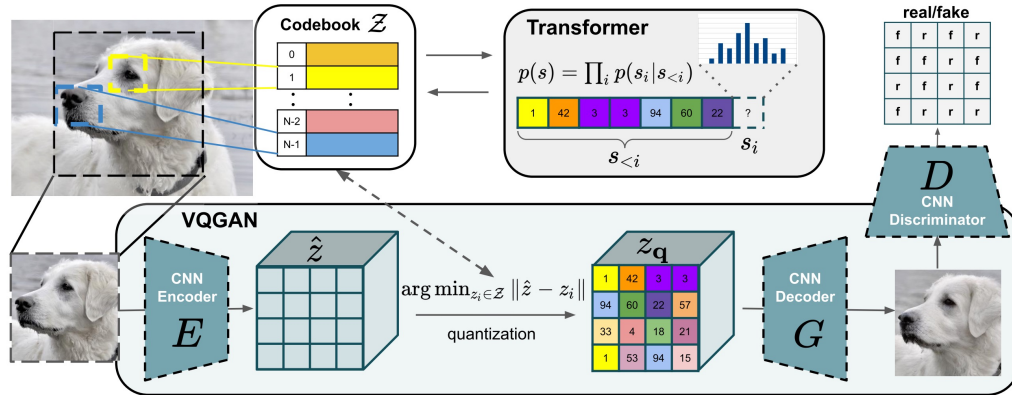 Codebook 𝒵
0
1
: :
N-2
N-1
Transformer
p(s) = ∏ᵢ p(sᵢ|s<ᵢ)
1 42 3 3 94 60 22 ?
s<ᵢ
sᵢ
real/fake
f r f r
f f r f
r f r r
f r r f
D
CNN
Discriminator
VQGAN
CNN
Encoder
E
ẑ
arg min_{zᵢ∈𝒵} ‖ẑ − zᵢ‖
quantization
z_q
1 42 3 3
94 60 22 57
33 4 18 21
1 53 94 15
CNN
Decoder
G